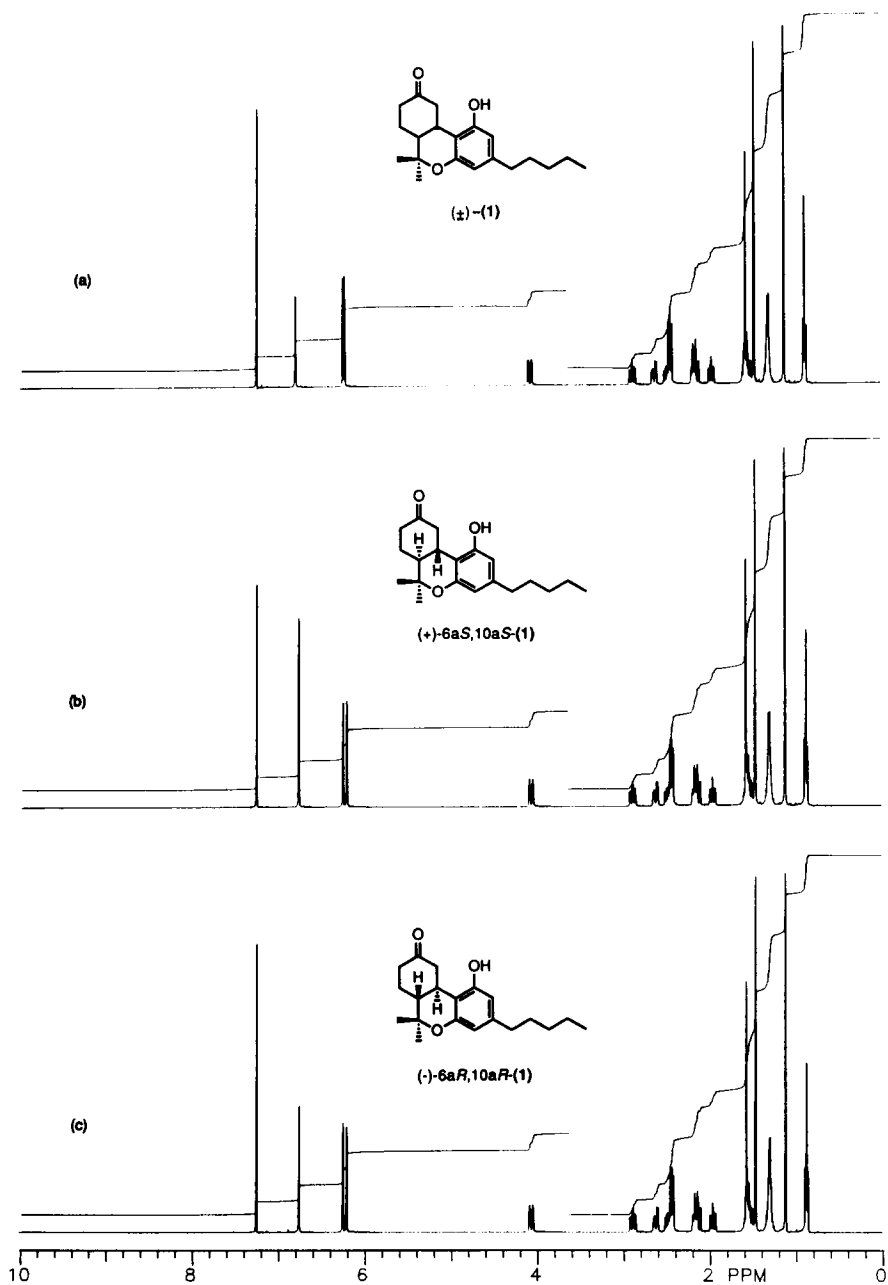 O
OH
O
(±)-(1)
(a)
O
H
OH
H
O
(+)-6aS,10aS-(1)
(b)
O
H
OH
H
O
(-)-6aR,10aR-(1)
(c)
10 8 6 4 2 PPM 0